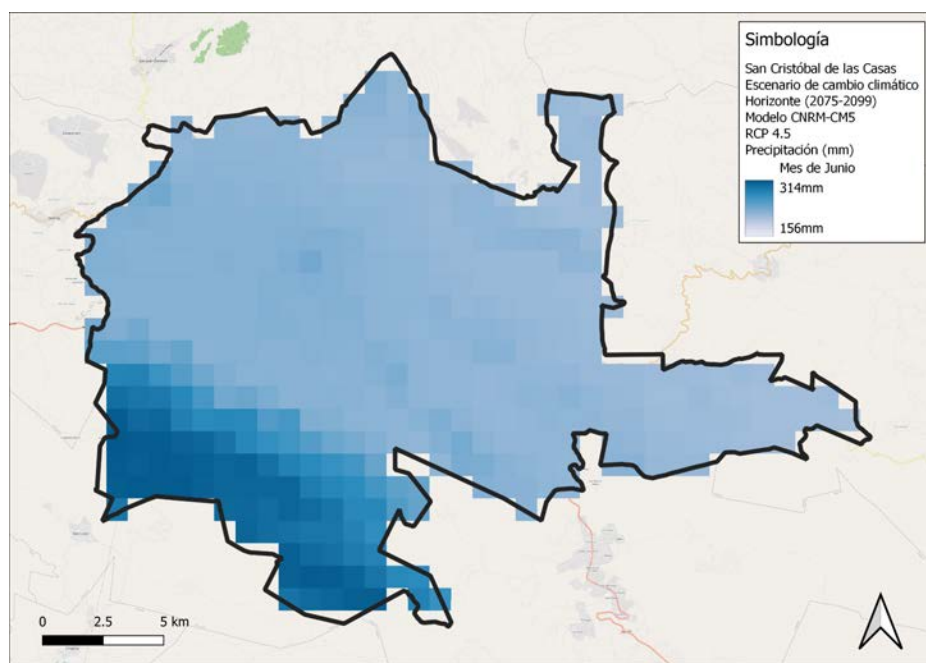 Simbología
San Cristóbal de las Casas
Escenario de cambio climático
Horizonte (2075-2099)
Modelo CNRM-CM5
RCP 4.5
Precipitación (mm)
Mes de Junio
314mm
156mm
0 2.5 5 km